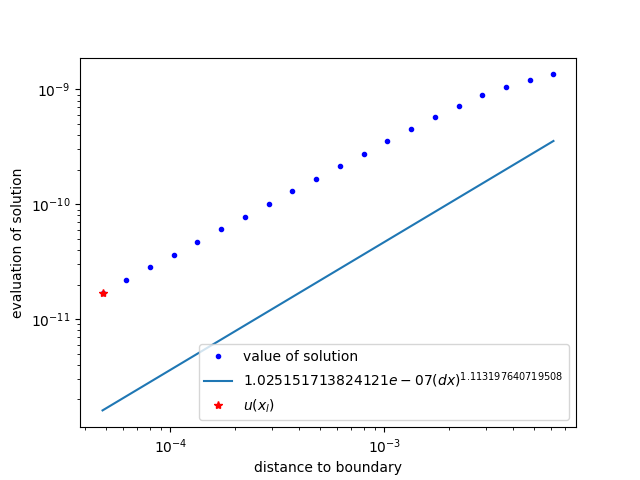 10⁻⁹
10⁻¹⁰
10⁻¹¹
evaluation of solution
value of solution
1.025151713824121e − 07(dx)^1.113197640719508
u(x_l)
10⁻⁴
10⁻³
distance to boundary